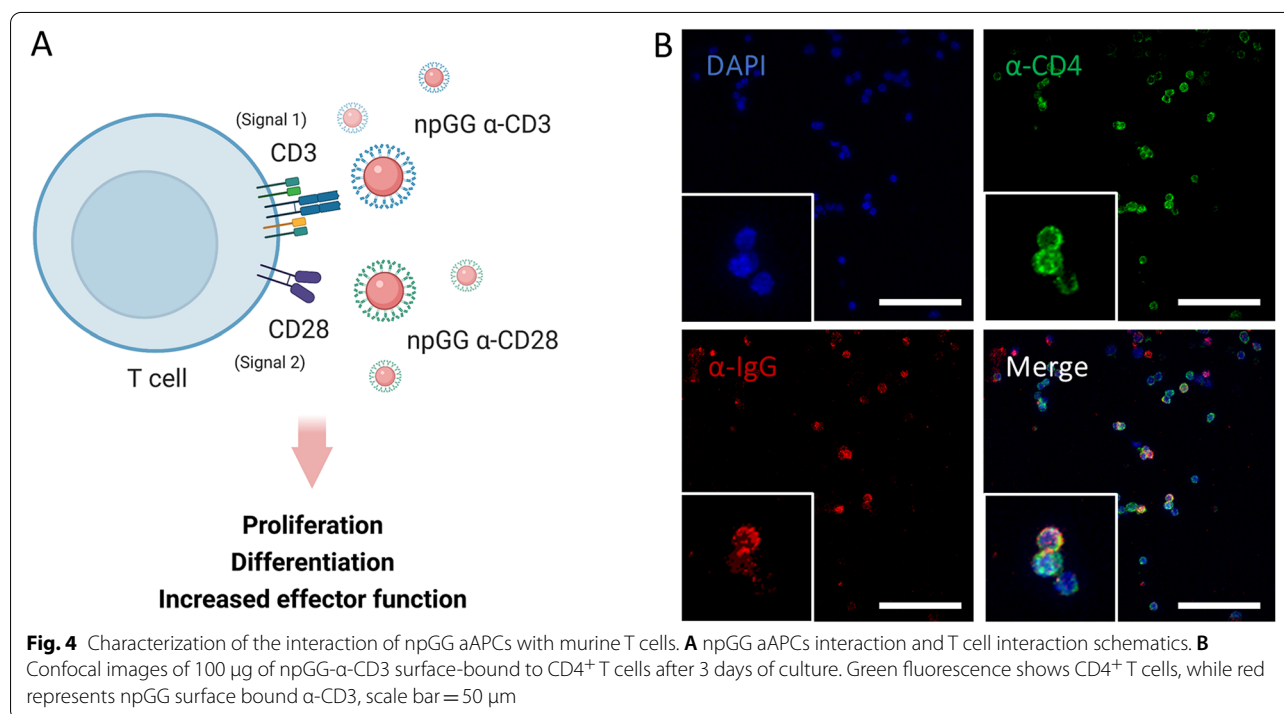 A
(Signal 1)
CD3
npGG α-CD3
CD28
(Signal 2)
npGG α-CD28
T cell
Proliferation
Differentiation
Increased effector function
B
DAPI
α-CD4
α-IgG
Merge
Fig. 4 Characterization of the interaction of npGG aAPCs with murine T cells. A npGG aAPCs interaction and T cell interaction schematics. B
Confocal images of 100 µg of npGG-α-CD3 surface-bound to CD4⁺ T cells after 3 days of culture. Green fluorescence shows CD4⁺ T cells, while red
represents npGG surface bound α-CD3, scale bar = 50 µm